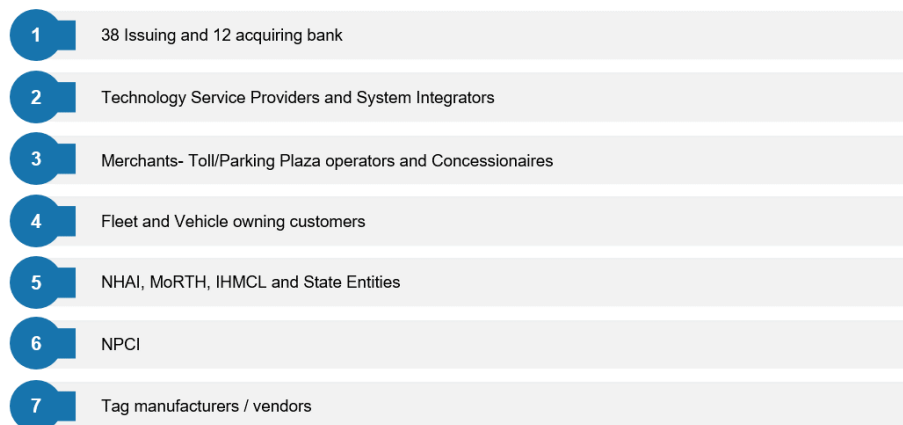 1 38 Issuing and 12 acquiring bank
2 Technology Service Providers and System Integrators
3 Merchants- Toll/Parking Plaza operators and Concessionaires
4 Fleet and Vehicle owning customers
5 NHAI, MoRTH, IHMCL and State Entities
6 NPCI
7 Tag manufacturers / vendors